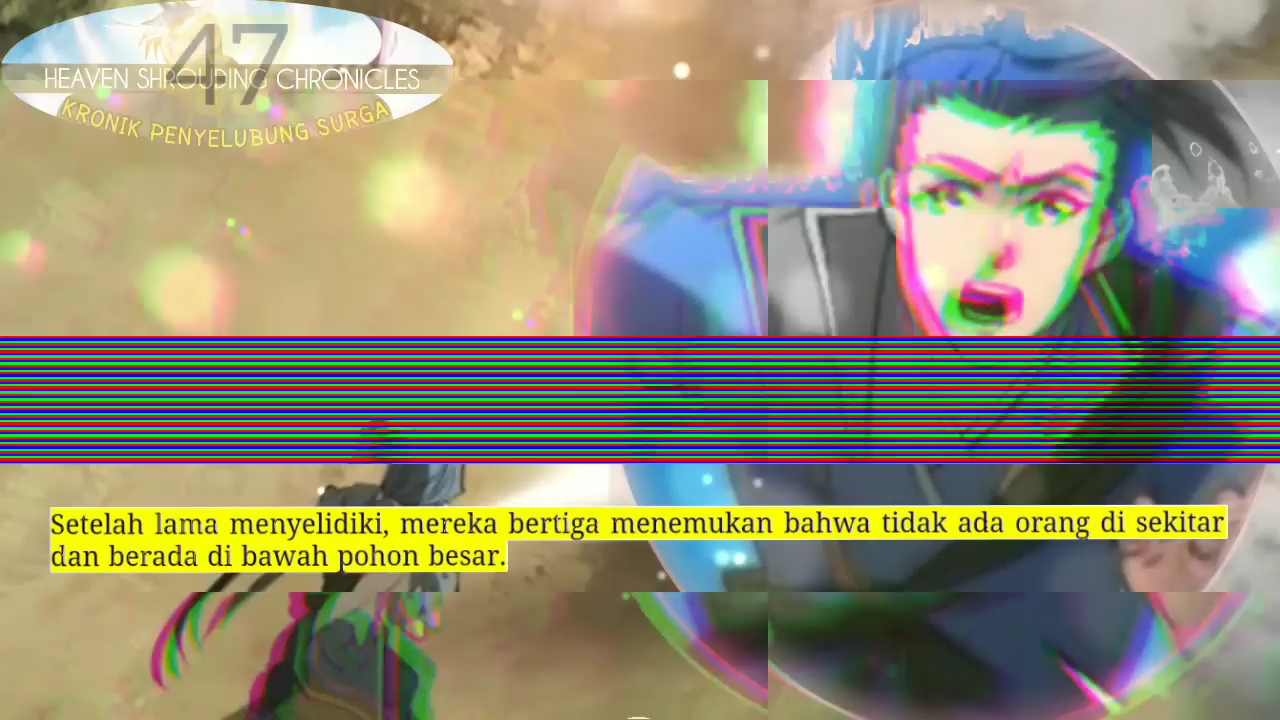 47
HEAVEN SHROUDING CHRONICLES
KRONIK PENYELUBUNG SURGA
Setelah lama menyelidiki, mereka bertiga menemukan bahwa tidak ada orang di sekitar
dan berada di bawah pohon besar.